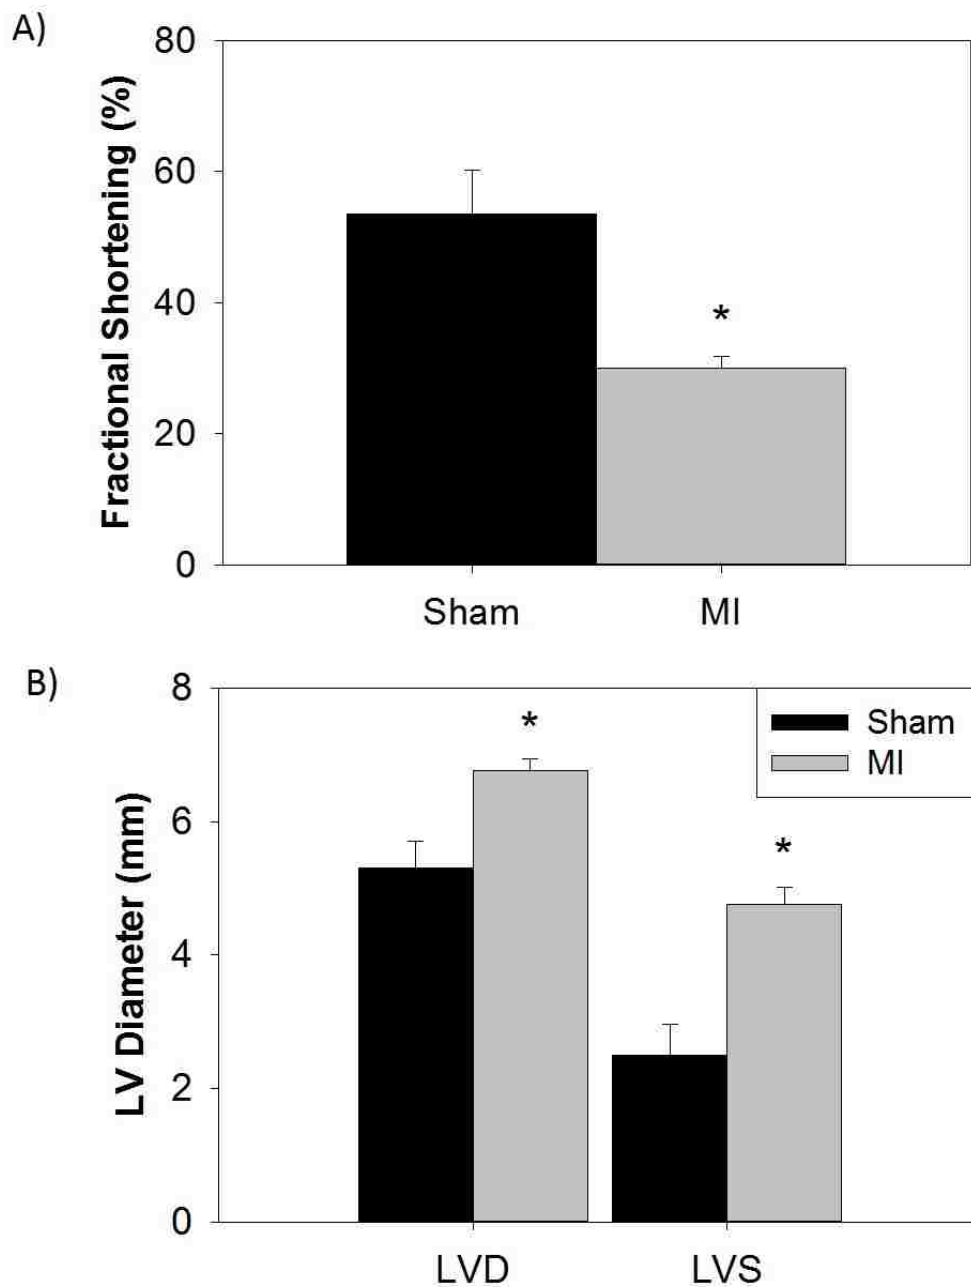 A)
Fractional Shortening (%)
80
60
40
20
0
*
Sham
MI
B)
LV Diameter (mm)
8
6
4
2
0
*
*
Sham
MI
LVD
LVS